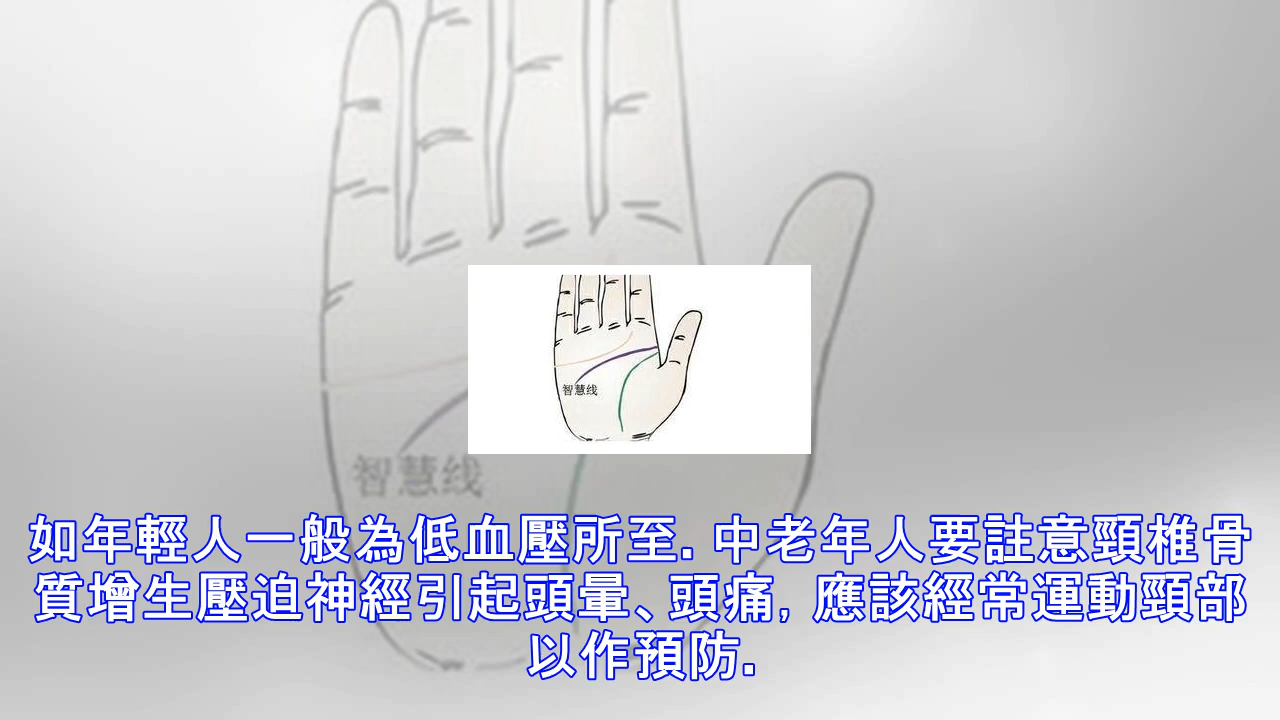 智慧线
智慧线
如年輕人一般為低血壓所至. 中老年人要註意頸椎骨
質增生壓迫神經引起頭暈、頭痛, 應該經常運動頸部
以作預防.